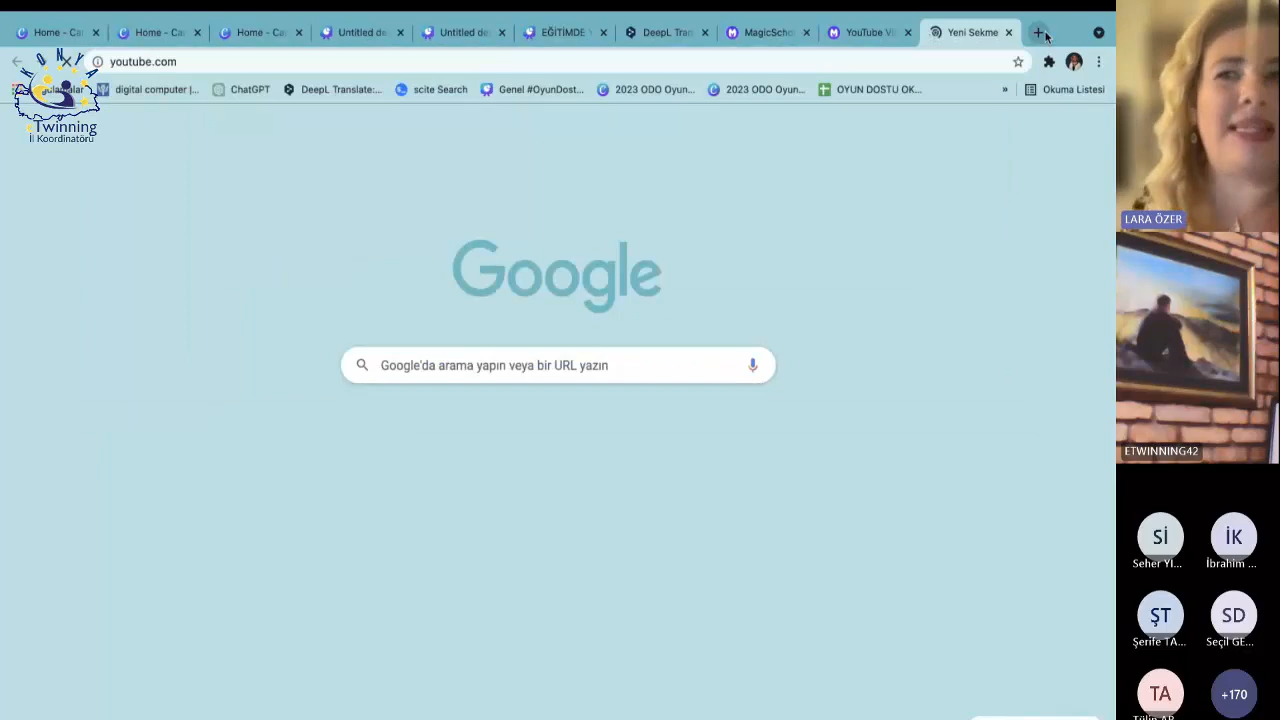 Home - Ca
Home - Ca
Home - Ca
Untitled de
Untitled de
EĞİTİMDE Y
DeepL Tran
MagicScho
YouTube Vi
Yeni Sekme
youtube.com
digital computer |...
ChatGPT
DeepL Translate:...
scite Search
Genel #OyunDost...
2023 ODO Oyun...
2023 ODO Oyun...
OYUN DOSTU OK...
»
Okuma Listesi
KONYA
eTwinning
İl Koordinatörü
Google
Google'da arama yapın veya bir URL yazın
LARA ÖZER
ETWINNING42
Sİ
İK
Seher Yİ...
İbrahim ...
ŞT
SD
Şerife TA...
Seçil GE...
TA
+170